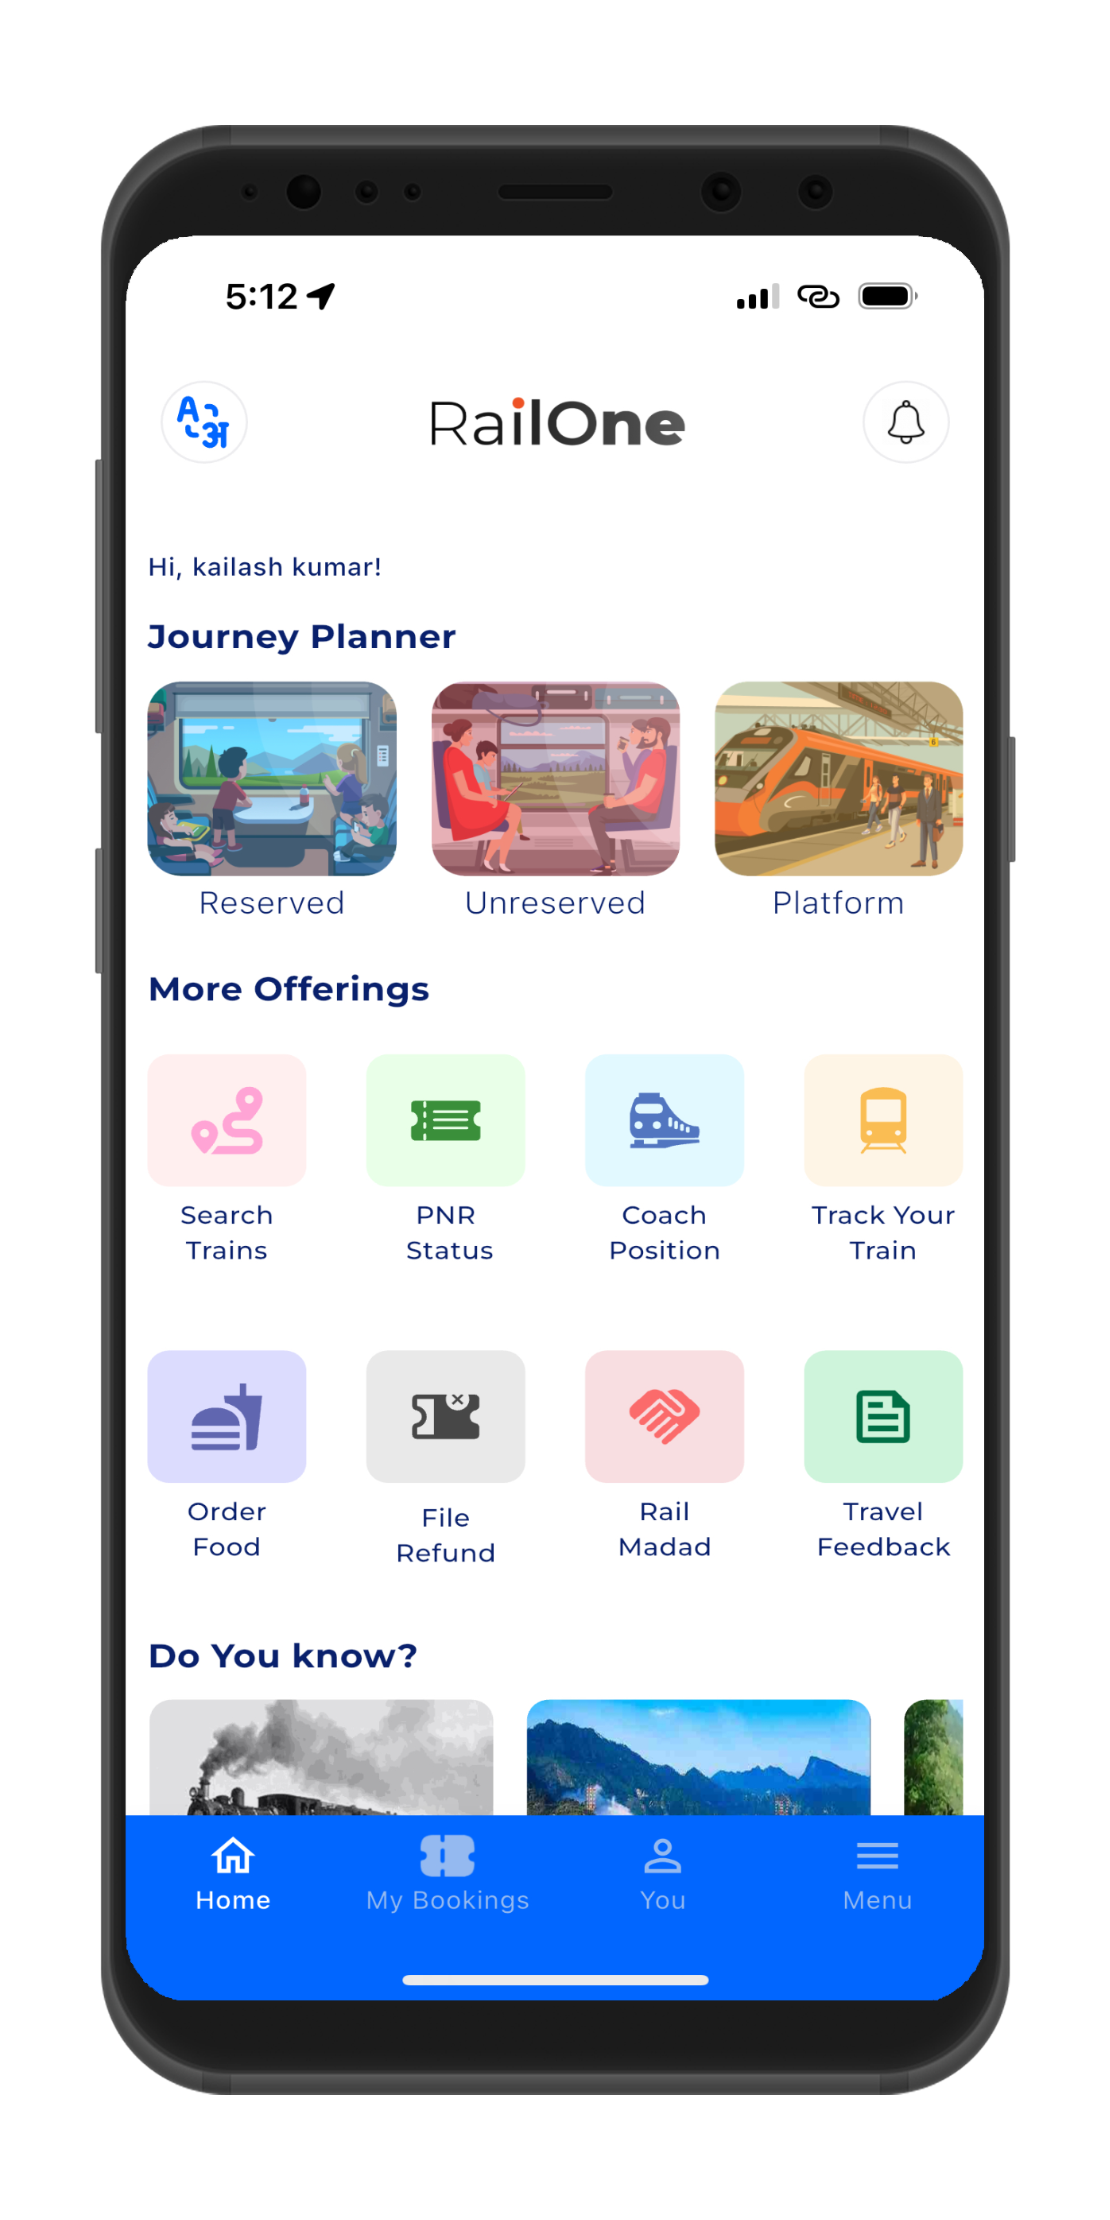 5:12
A
अ
RailOne
Hi, kailash kumar!
Journey Planner
6
Reserved
Unreserved
Platform
More Offerings
Search
Trains
PNR
Status
Coach
Position
Track Your
Train
Order
Food
File
Refund
Rail
Madad
Travel
Feedback
Do You know?
Home
My Bookings
You
Menu